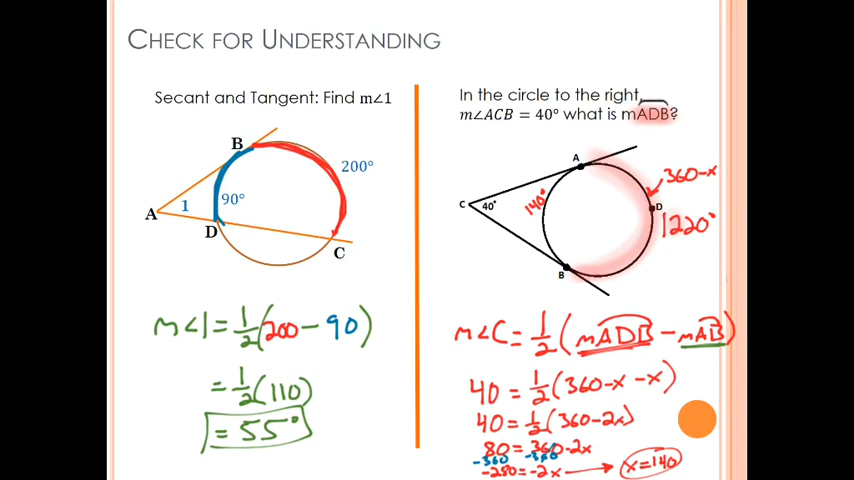 CHECK FOR UNDERSTANDING
Secant and Tangent: Find m∠1
B
200°
90°
A
1
D
C
m∠1 = 1/2(200 - 90)
= 1/2(110)
= 55°
In the circle to the right,
m∠ACB = 40° what is mADB?
A
360-x
C
40°
140°
D
220°
B
m∠C = 1/2(mADB - mAB)
40 = 1/2(360-x-x)
40 = 1/2(360-2x)
80 = 360-2x
-360 -360
-280 = -2x → x=140